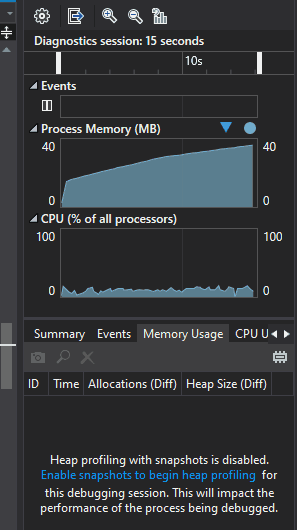 Diagnostics session: 15 seconds
10s
Events
Process Memory (MB)
40 40
0 0
CPU (% of all processors)
100 100
0 0
Summary Events Memory Usage CPU U
ID Time Allocations (Diff) Heap Size (Diff)
Heap profiling with snapshots is disabled.
Enable snapshots to begin heap profiling for
this debugging session. This will impact the
performance of the process being debugged.